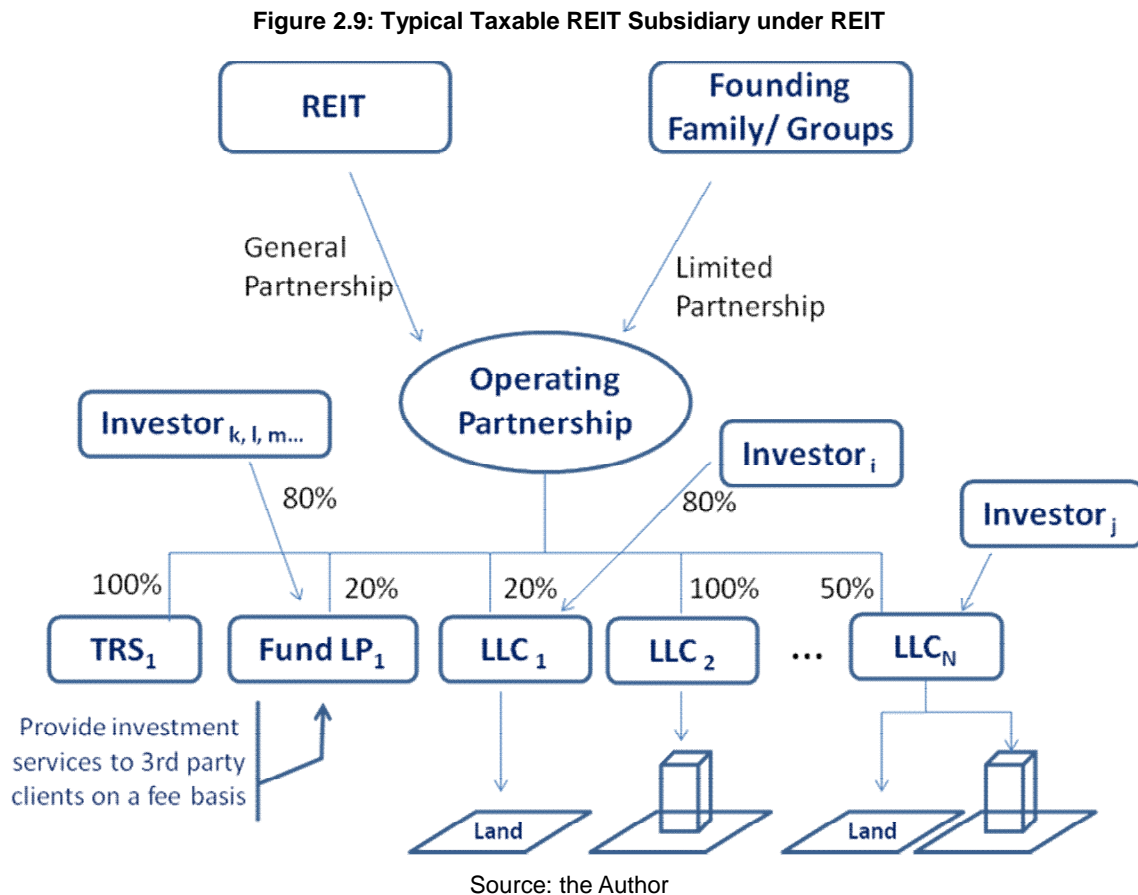 Figure 2.9: Typical Taxable REIT Subsidiary under REIT
REIT
Founding
Family/ Groups
General
Partnership
Limited
Partnership
Operating
Partnership
Investor k, l, m...
Investor i
Investor j
80%
80%
100%
20%
20%
100%
50%
TRS1
Fund LP1
LLC 1
LLC 2
...
LLCN
Provide investment
services to 3rd party
clients on a fee basis
Land
Land
Source: the Author